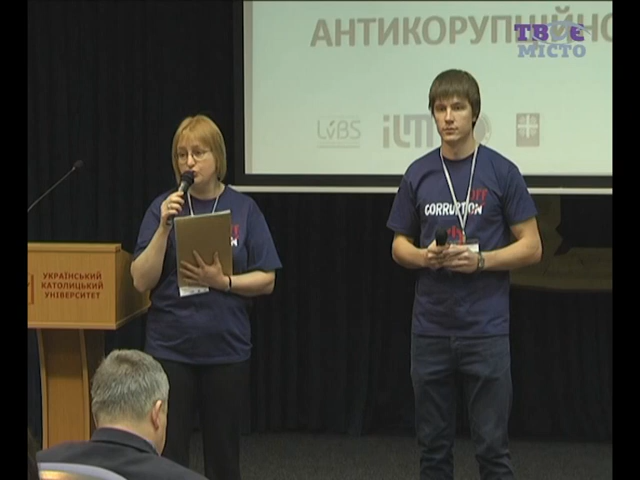 АНТИКОРУПЦІЙНО
ТВОЄ
МІСТО
LvBS
CORRUPTION
УКРАЇНСЬКИЙ
КАТОЛИЦЬКИЙ
УНІВЕРСИТЕТ